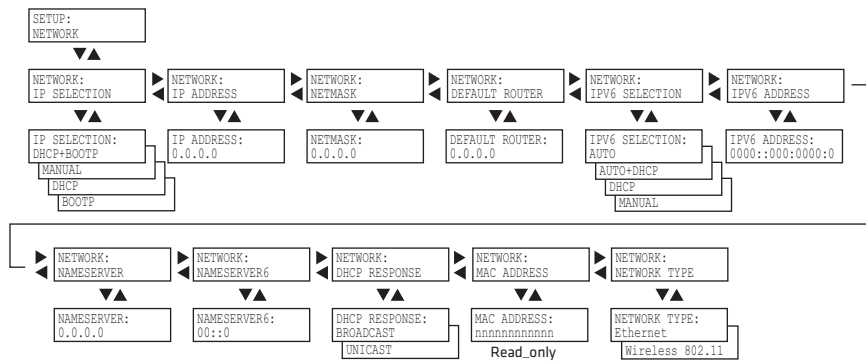 SETUP:
NETWORK
NETWORK:
IP SELECTION
NETWORK:
IP ADDRESS
NETWORK:
NETMASK
NETWORK:
DEFAULT ROUTER
NETWORK:
IPV6 SELECTION
NETWORK:
IPV6 ADDRESS
IP SELECTION:
DHCP+BOOTP
MANUAL
DHCP
BOOTP
IP ADDRESS:
0.0.0.0
NETMASK:
0.0.0.0
DEFAULT ROUTER:
0.0.0.0
IPV6 SELECTION:
AUTO
AUTO+DHCP
DHCP
MANUAL
IPV6 ADDRESS:
0000::000:0000:0
NETWORK:
NAMESERVER
NETWORK:
NAMESERVER6
NETWORK:
DHCP RESPONSE
NETWORK:
MAC ADDRESS
NETWORK:
NETWORK TYPE
NAMESERVER:
0.0.0.0
NAMESERVER6:
00::0
DHCP RESPONSE:
BROADCAST
UNICAST
MAC ADDRESS:
nnnnnnnnnnnn
Read_only
NETWORK TYPE:
Ethernet
Wireless 802.11